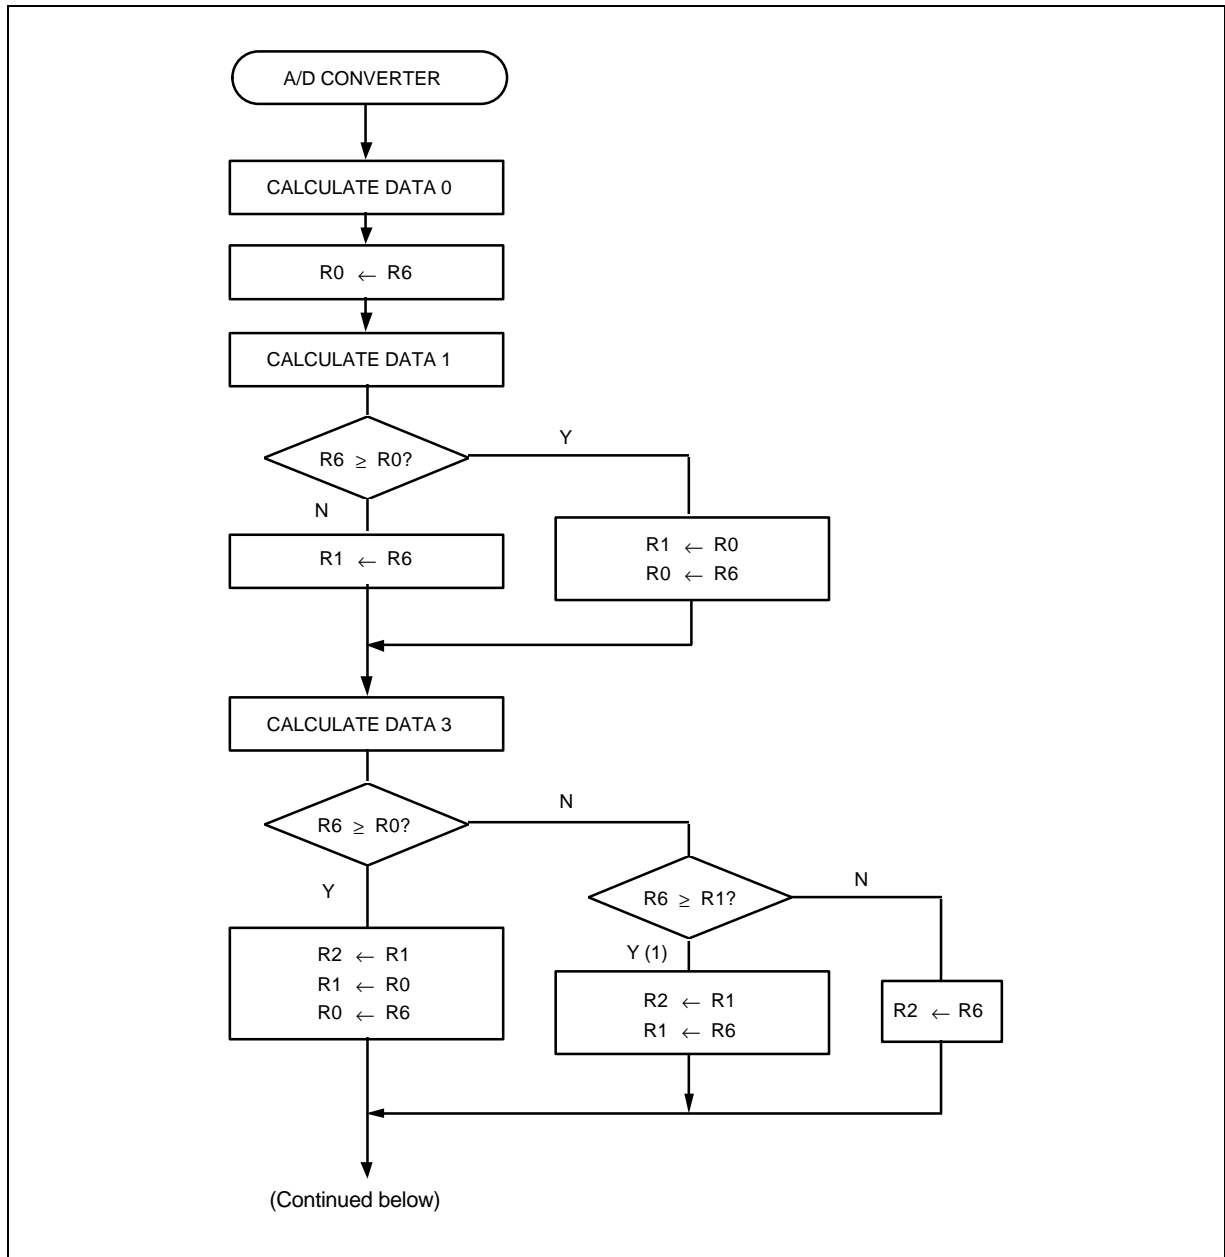 A/D CONVERTER
CALCULATE DATA 0
R0 ← R6
CALCULATE DATA 1
R6 ≥ R0?
Y
N
R1 ← R6
R1 ← R0
R0 ← R6
CALCULATE DATA 3
R6 ≥ R0?
N
Y
R6 ≥ R1?
N
Y (1)
R2 ← R1
R1 ← R0
R0 ← R6
R2 ← R1
R1 ← R6
R2 ← R6
(Continued below)